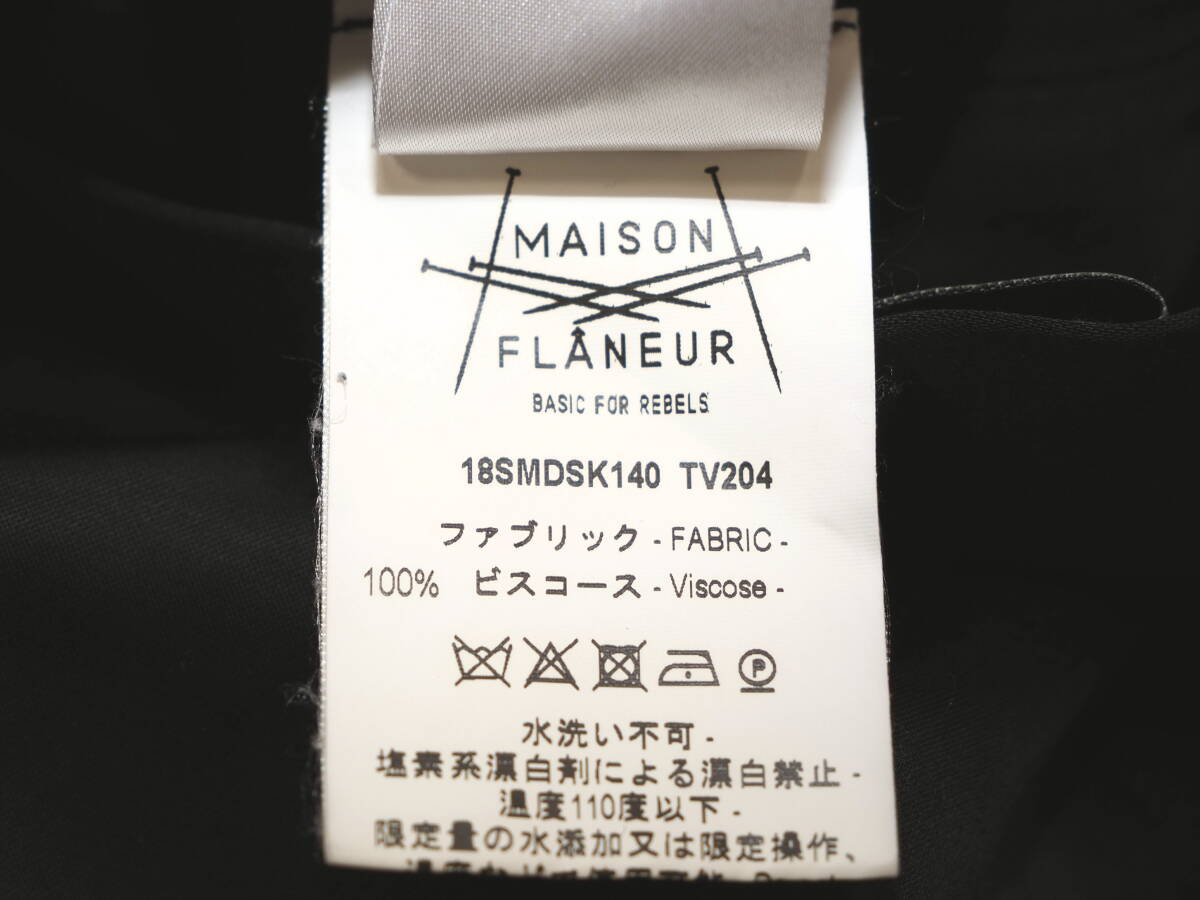 MAISON
FLÂNEUR
BASIC FOR REBELS
18SMDSK140 TV204
ファブリック - FABRIC -
100% ビスコース - Viscose -
P
水洗い不可 -
塩素系漂白剤による漂白禁止 -
温度110度以下 -
限定量の水添加又は限定操作、